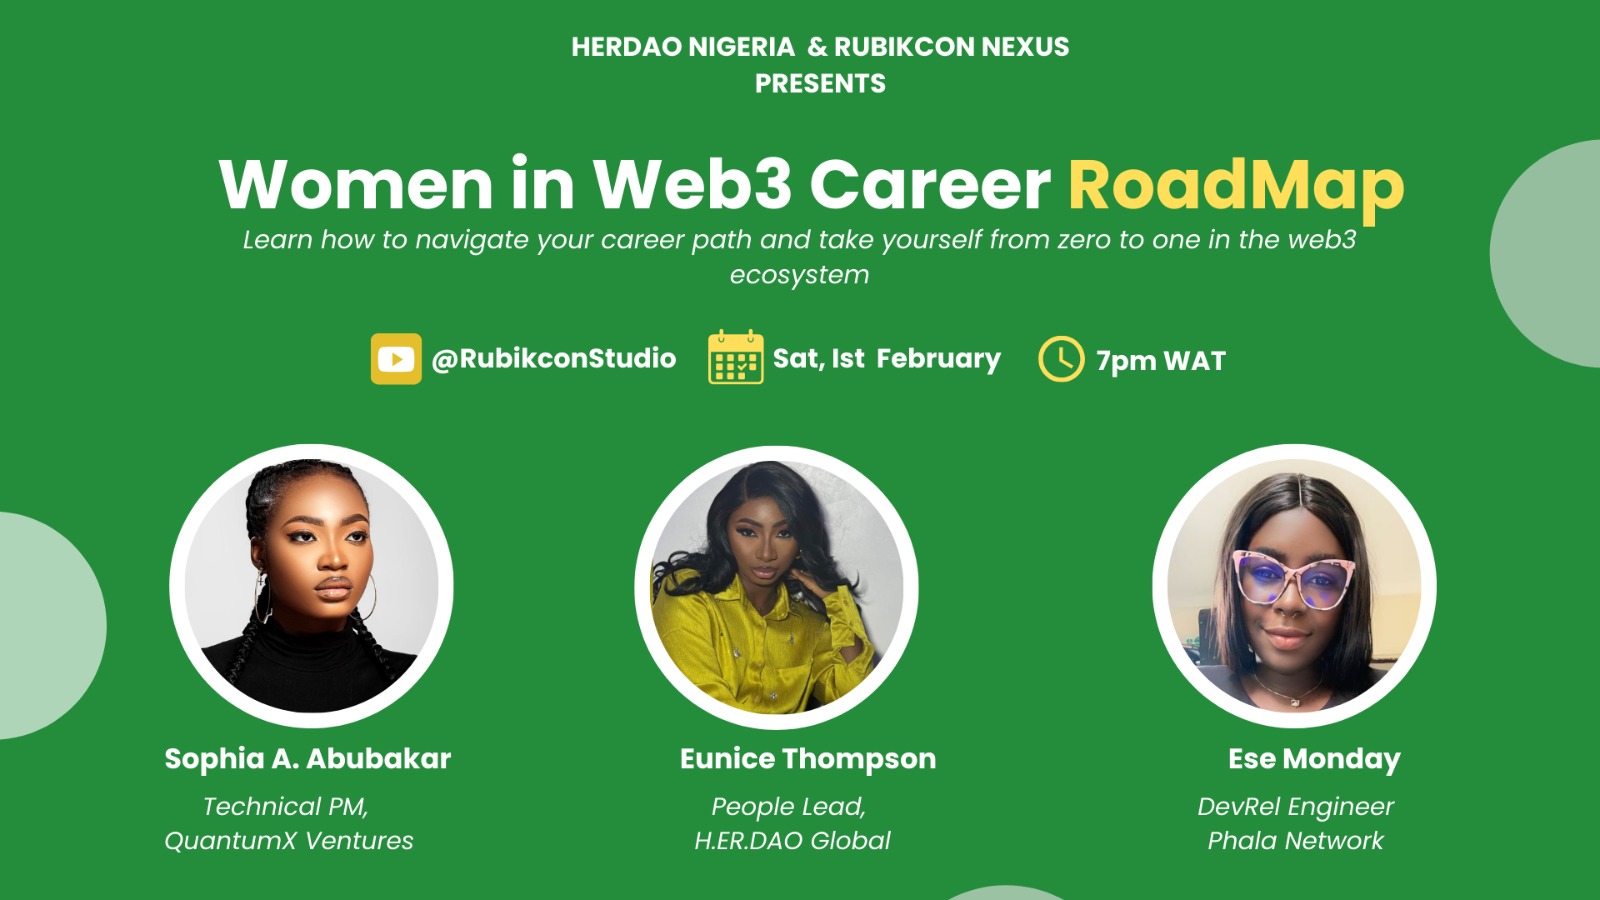 HERDAO NIGERIA & RUBIKCON NEXUS
PRESENTS
Women in Web3 Career RoadMap
Learn how to navigate your career path and take yourself from zero to one in the web3
ecosystem
@RubikconStudio
Sat, Ist February
7pm WAT
Sophia A. Abubakar
Technical PM,
QuantumX Ventures
Eunice Thompson
People Lead,
H.ER.DAO Global
Ese Monday
DevRel Engineer
Phala Network